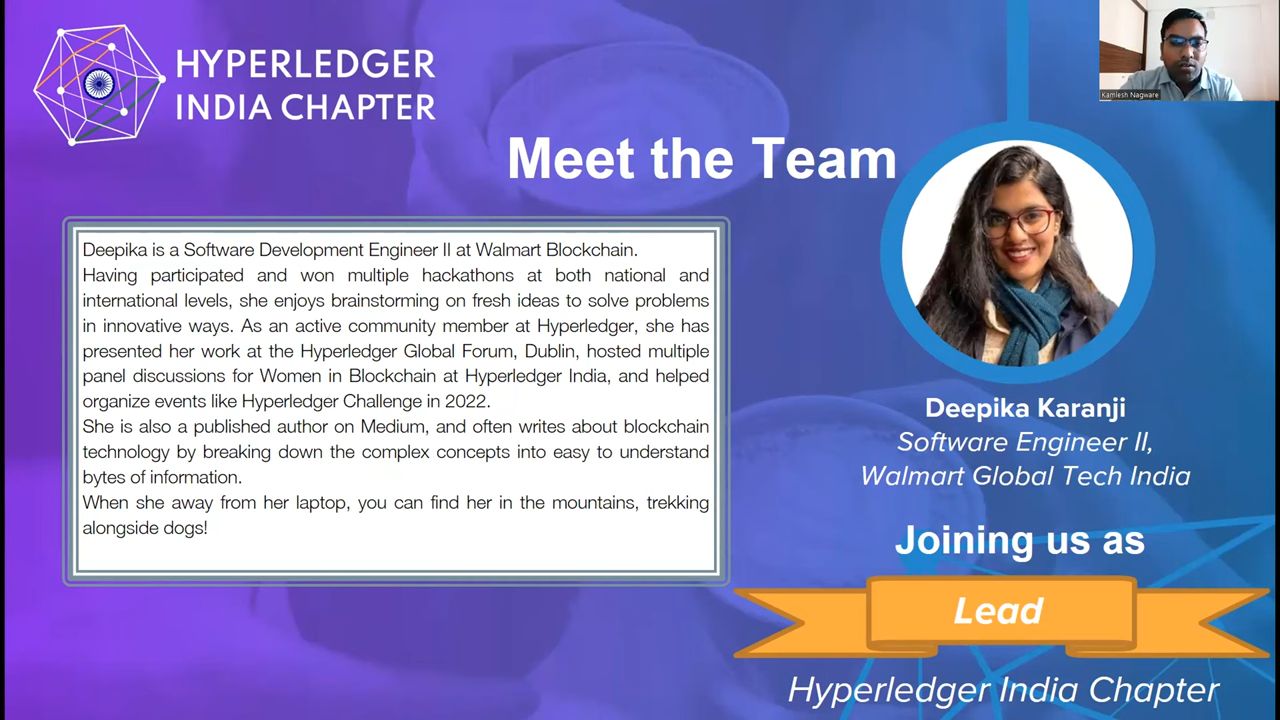 HYPERLEDGER
INDIA CHAPTER
Kamlesh Nagware
Meet the Team
Deepika is a Software Development Engineer II at Walmart Blockchain.
Having participated and won multiple hackathons at both national and
international levels, she enjoys brainstorming on fresh ideas to solve problems
in innovative ways. As an active community member at Hyperledger, she has
presented her work at the Hyperledger Global Forum, Dublin, hosted multiple
panel discussions for Women in Blockchain at Hyperledger India, and helped
organize events like Hyperledger Challenge in 2022.
She is also a published author on Medium, and often writes about blockchain
technology by breaking down the complex concepts into easy to understand
bytes of information.
When she away from her laptop, you can find her in the mountains, trekking
alongside dogs!
Deepika Karanji
Software Engineer II,
Walmart Global Tech India
Joining us as
Lead
Hyperledger India Chapter